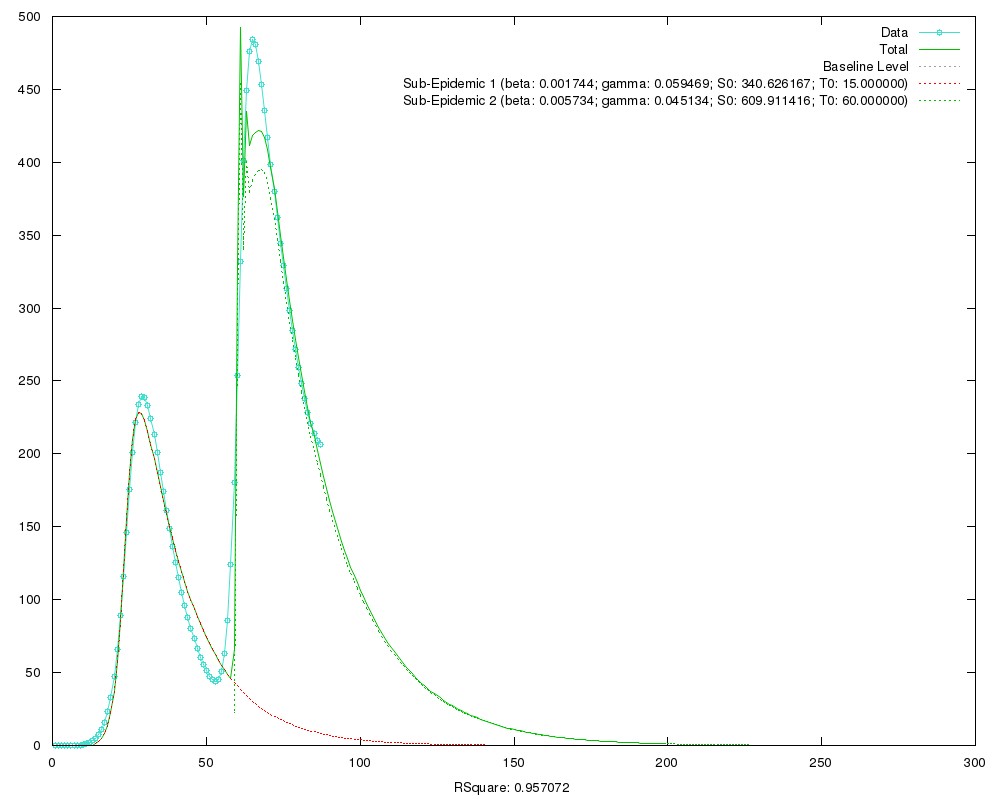 500
450
400
350
300
250
200
150
100
50
0
Data
Total
Baseline Level
Sub-Epidemic 1 (beta: 0.001744; gamma: 0.059469; S0: 340.626167; T0: 15.000000)
Sub-Epidemic 2 (beta: 0.005734; gamma: 0.045134; S0: 609.911416; T0: 60.000000)
0 50 100 150 200 250 300
RSquare: 0.957072